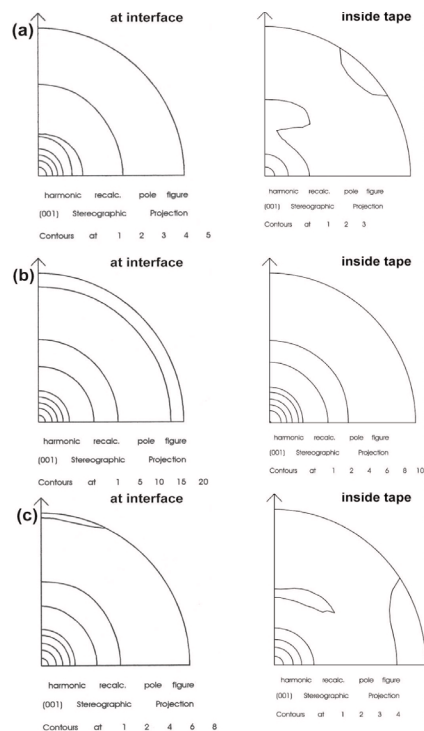 (a)
at interface
inside tape
harmonic recalc. pole figure
(001) Stereographic Projection
Contours at 1 2 3 4 5
harmonic recalc. pole figure
(001) Stereographic Projection
Contours at 1 2 3
(b)
at interface
inside tape
harmonic recalc. pole figure
(001) Stereographic Projection
Contours at 1 5 10 15 20
harmonic recalc. pole figure
(001) Stereographic Projection
Contours at 1 2 4 6 8 10
(c)
at interface
inside tape
harmonic recalc. pole figure
(001) Stereographic Projection
Contours at 1 2 4 6 8
harmonic recalc. pole figure
(001) Stereographic Projection
Contours at 1 2 3 4